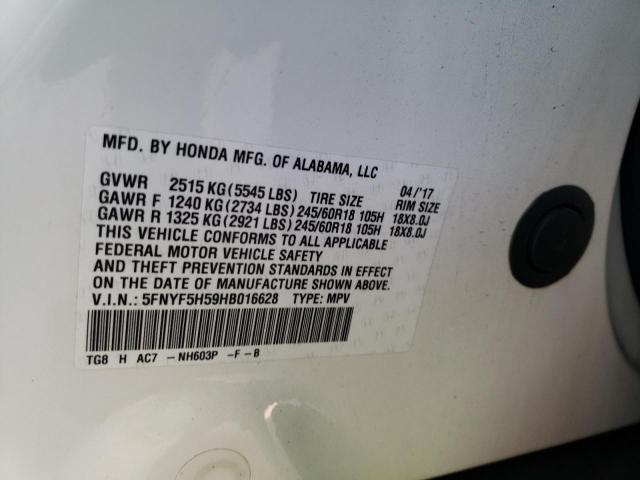 MFD. BY HONDA MFG. OF ALABAMA, LLC
04/'17
GVWR 2515 KG(5545 LBS) TIRE SIZE RIM SIZE
GAWR F 1240 KG(2734 LBS)245/60R18 105H 18X8.0J
GAWR R 1325 KG(2921 LBS)245/60R18 105H 18X8.0J
THIS VEHICLE CONFORMS TO ALL APPLICABLE
FEDERAL MOTOR VEHICLE SAFETY
AND THEFT PREVENTION STANDARDS IN EFFECT
ON THE DATE OF MANUFACTURE SHOWN ABOVE.
V.I.N.: 5FNYF5H59HB016628 TYPE: MPV
TG8 H AC7 -NH603P -F-B